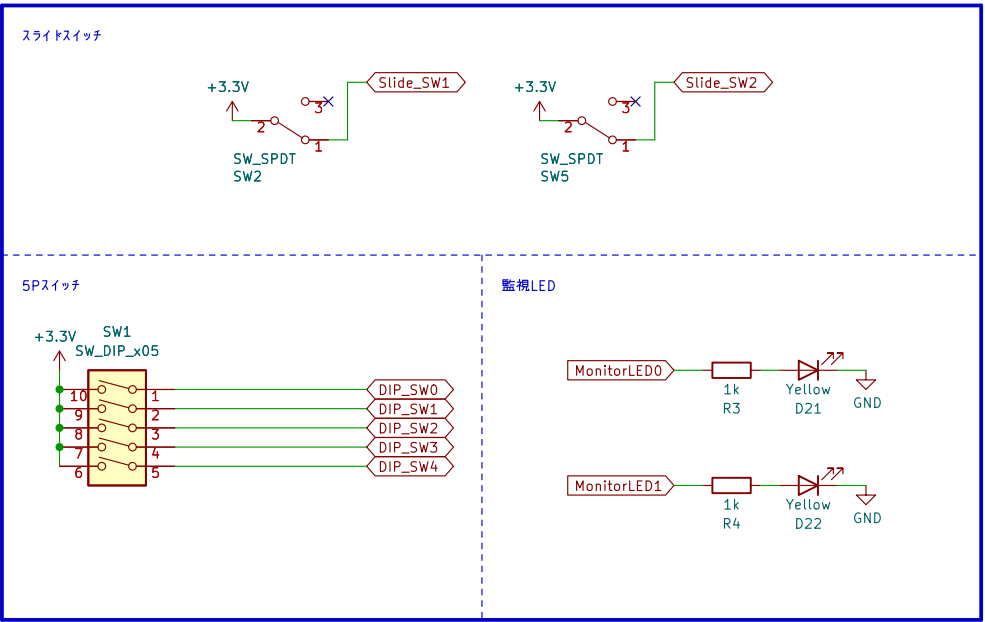 スライドスイッチ
+3.3V
3
2
1
SW_SPDT
SW2
Slide_SW1
+3.3V
3
2
1
SW_SPDT
SW5
Slide_SW2
5Pスイッチ
+3.3V
SW1
SW_DIP_x05
10 1 DIP_SW0
9 2 DIP_SW1
8 3 DIP_SW2
7 4 DIP_SW3
6 5 DIP_SW4
監視LED
MonitorLED0
1k
R3
Yellow
D21
GND
MonitorLED1
1k
R4
Yellow
D22
GND